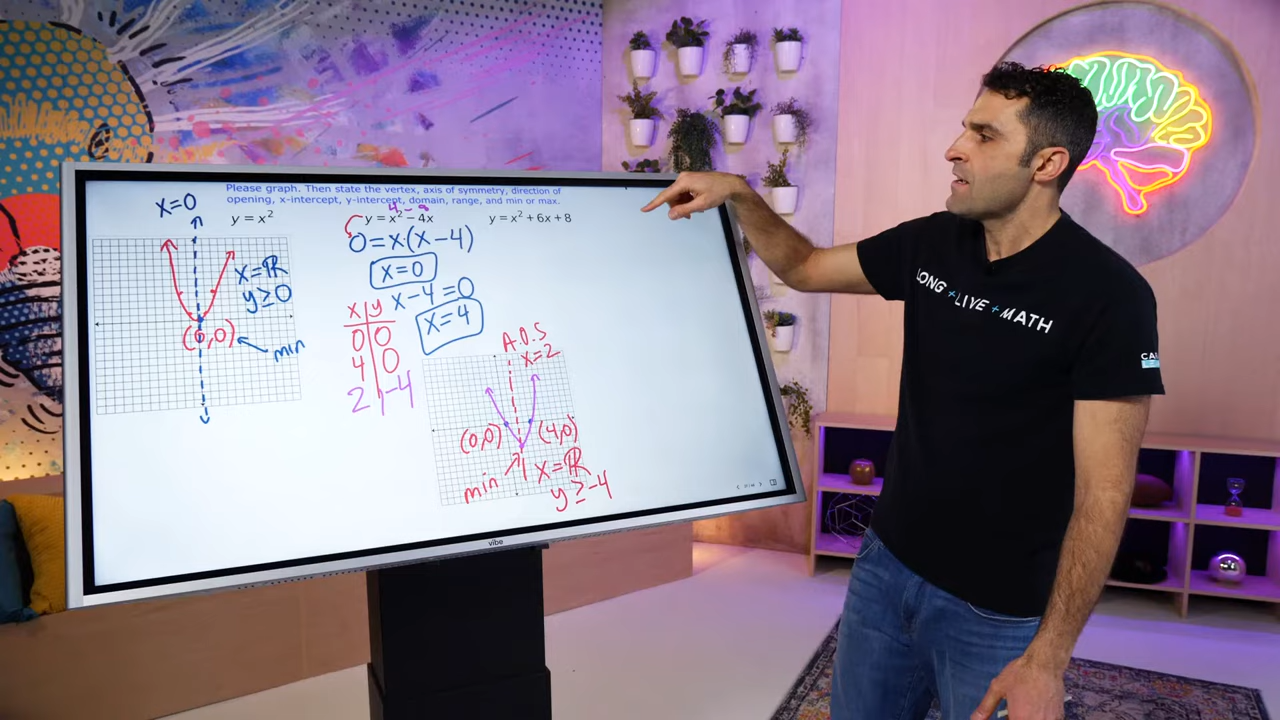 Please graph. Then state the vertex, axis of symmetry, direction of
opening, x-intercept, y-intercept, domain, range, and min or max.
y = x²
x=0
x=ℝ
y≥0
(0,0)
min
y = x² − 4x
4 - 8
0=x·(x-4)
x=0
x-4=0
x=4
x|y
0|0
4|0
2|-4
A.O.S
x=2
(0,0)
(4,0)
min
x=ℝ
y≥-4
y = x² + 6x + 8
vibe
LONG + LIVE + MATH